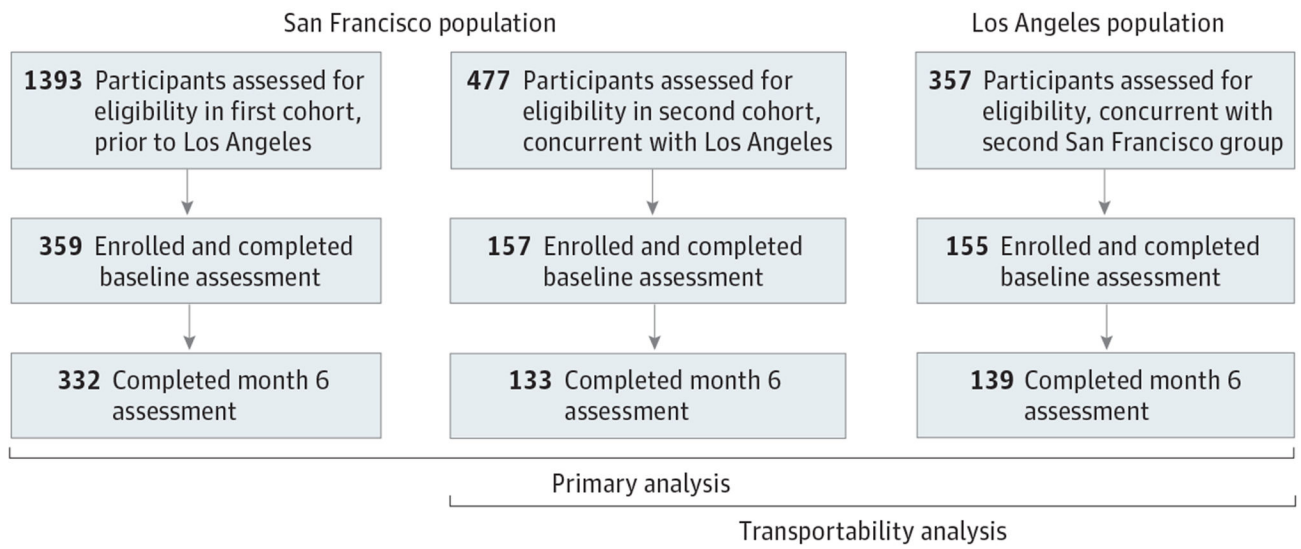 San Francisco population
Los Angeles population
1393 Participants assessed for
eligibility in first cohort,
prior to Los Angeles
477 Participants assessed for
eligibility in second cohort,
concurrent with Los Angeles
357 Participants assessed for
eligibility, concurrent with
second San Francisco group
359 Enrolled and completed
baseline assessment
157 Enrolled and completed
baseline assessment
155 Enrolled and completed
baseline assessment
332 Completed month 6
assessment
133 Completed month 6
assessment
139 Completed month 6
assessment
Primary analysis
Transportability analysis